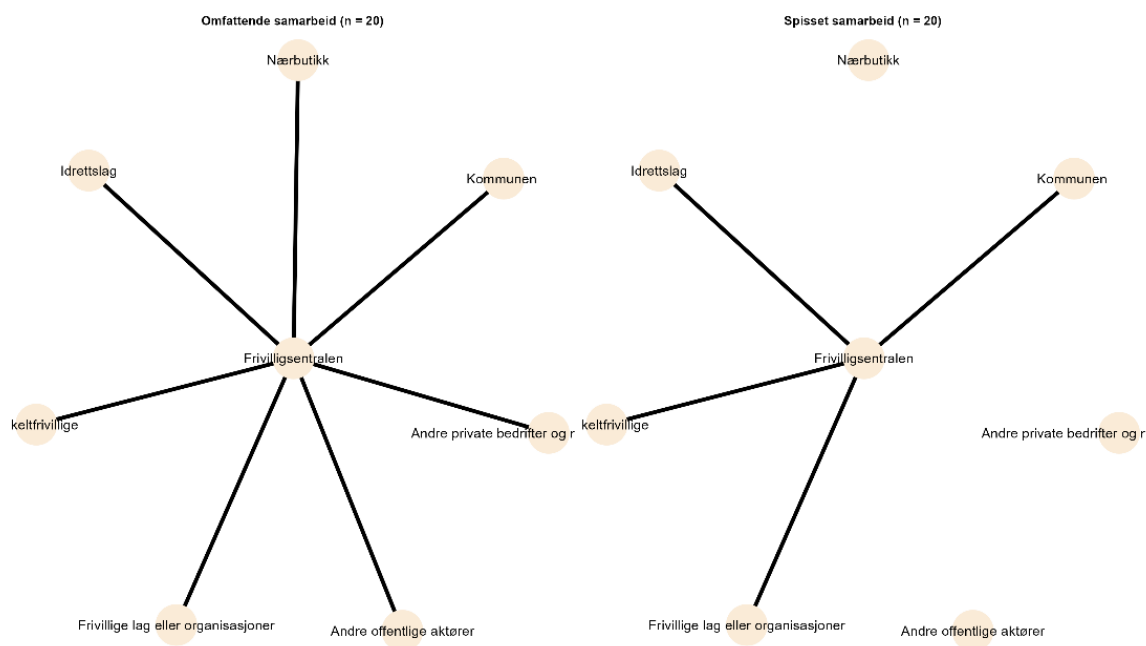 Omfattende samarbeid (n = 20)
Nærbutikk
Idrettslag
Kommunen
Frivilligsentralen
keltfrivillige
Andre private bedrifter og r
Frivillige lag eller organisasjoner
Andre offentlige aktører
Spisset samarbeid (n = 20)
Nærbutikk
Idrettslag
Kommunen
Frivilligsentralen
keltfrivillige
Andre private bedrifter og r
Frivillige lag eller organisasjoner
Andre offentlige aktører